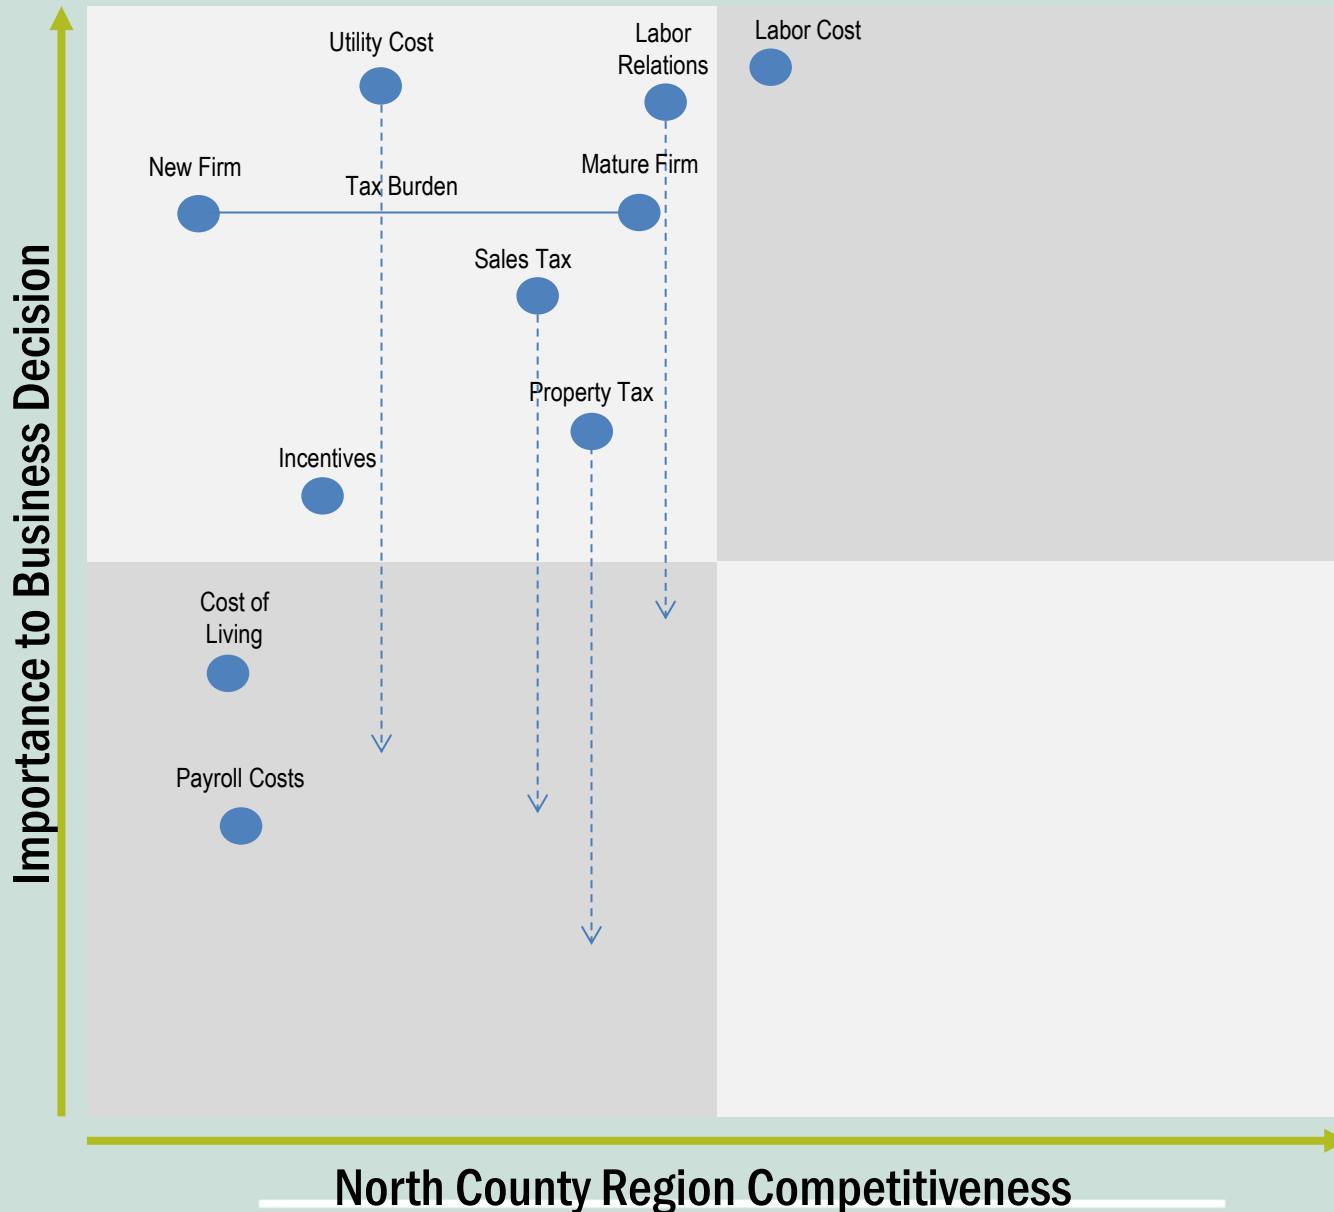 Utility Cost
Labor
Relations
Labor Cost
New Firm
Tax Burden
Mature Firm
Sales Tax
Property Tax
Incentives
Cost of
Living
Payroll Costs
Importance to Business Decision
North County Region Competitiveness